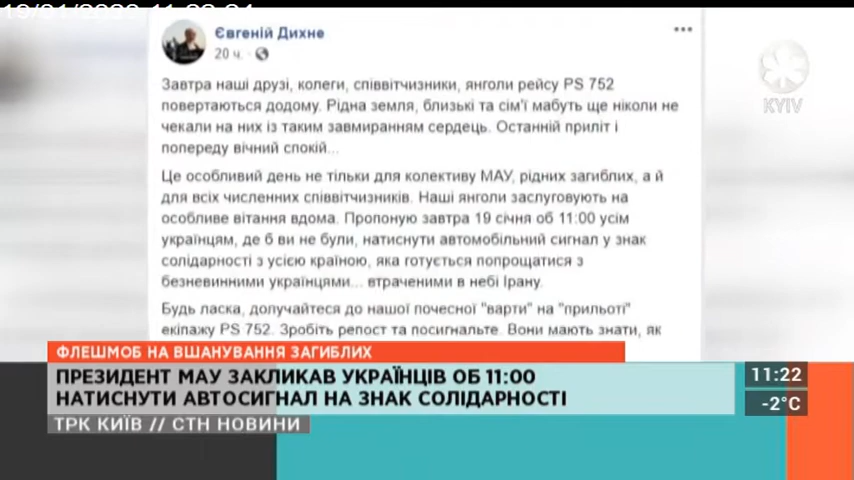 Євгеній Дихне
20 ч. ·
Завтра наші друзі, колеги, співвітчизники, янголи рейсу PS 752
повертаються додому. Рідна земля, близькі та сім'ї мабуть ще ніколи не
чекали на них із таким завмиранням сердець. Останній приліт і
попереду вічний спокій...
KYIV
Це особливий день не тільки для колективу МАУ, рідних загиблих, а й
для всіх численних співвітчизників. Наші янголи заслуговують на
особливе вітання вдома. Пропоную завтра 19 січня об 11:00 усім
українцям, де б ви не були, натиснути автомобільний сигнал у знак
солідарності з усією країною, яка готується попрощатися з
безневинними українцями... втраченими в небі Ірану.
Будь ласка, долучайтеся до нашої почесної "варти" на "прильоті"
екіпажу PS 752. Зробіть репост та посигнальте. Вони мають знати, як
ФЛЕШМОБ НА ВШАНУВАННЯ ЗАГИБЛИХ
ПРЕЗИДЕНТ МАУ ЗАКЛИКАВ УКРАЇНЦІВ ОБ 11:00
НАТИСНУТИ АВТОСИГНАЛ НА ЗНАК СОЛІДАРНОСТІ
11:22
-2°C
ТРК КИЇВ // СТН НОВИНИ